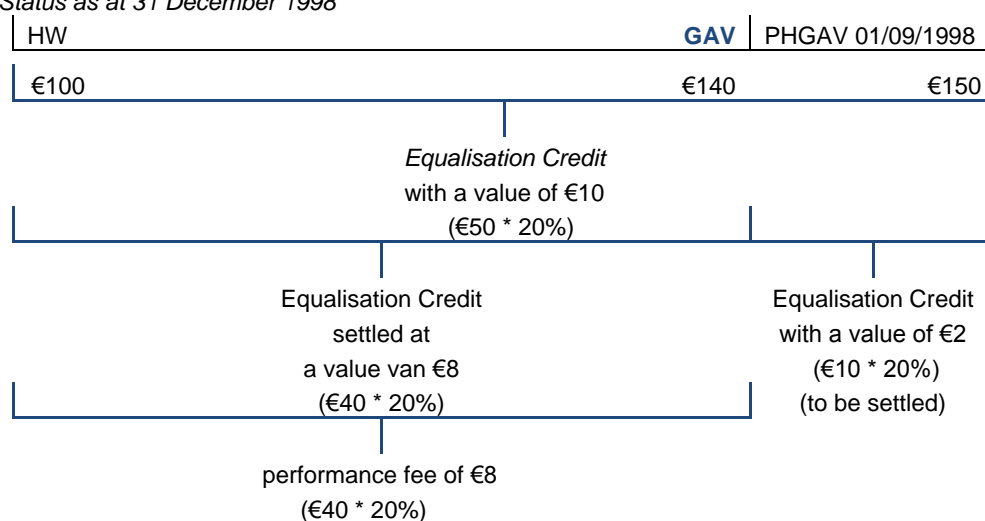 Status as at 31 December 1998
HW GAV PHGAV 01/09/1998
€100 €140 €150
Equalisation Credit
with a value of €10
(€50 * 20%)
Equalisation Credit
settled at
a value van €8
(€40 * 20%)
Equalisation Credit
with a value of €2
(€10 * 20%)
(to be settled)
performance fee of €8
(€40 * 20%)